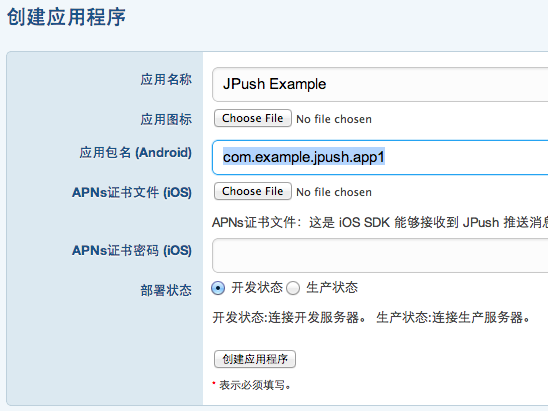 创建应用程序
应用名称 JPush Example
应用图标 Choose File No file chosen
应用包名 (Android) com.example.jpush.app1
APNs证书文件 (iOS) Choose File No file chosen
APNs证书文件：这是 iOS SDK 能够接收到 JPush 推送消息
APNs证书密码 (iOS)
部署状态 开发状态 生产状态
开发状态:连接开发服务器。 生产状态:连接生产服务器。
创建应用程序
* 表示必须填写。